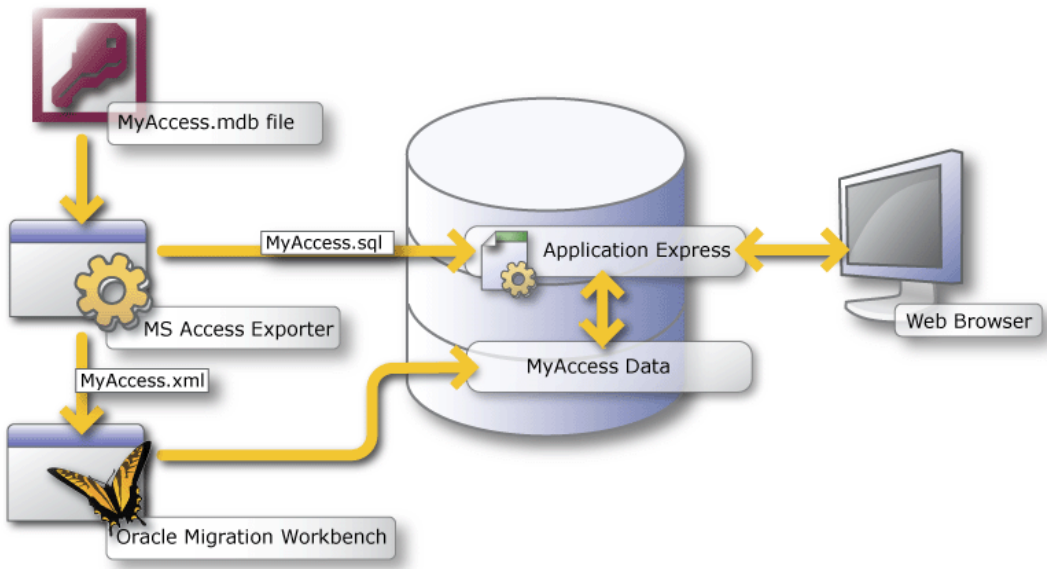 MyAccess.mdb file
MyAccess.sql
Application Express
MS Access Exporter
Web Browser
MyAccess.xml
MyAccess Data
Oracle Migration Workbench